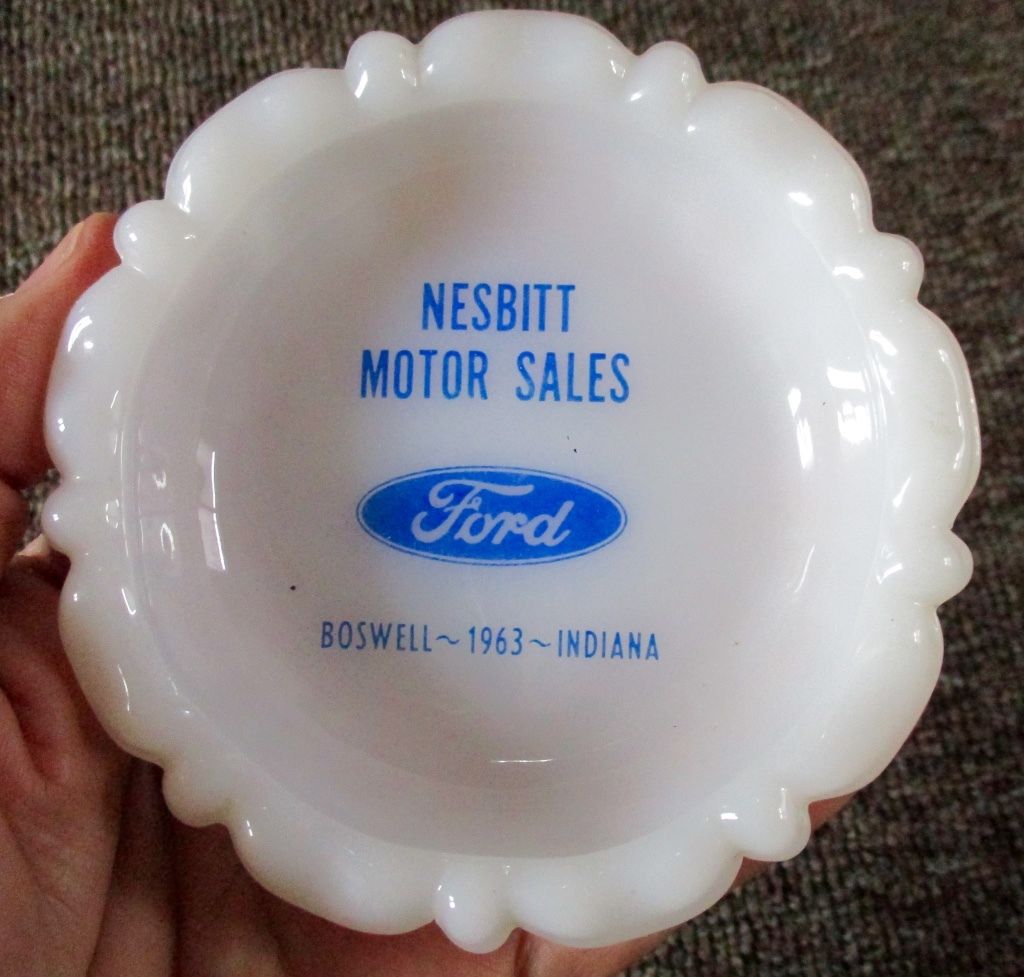 NESBITT
MOTOR SALES
Ford
BOSWELL~1963~INDIANA